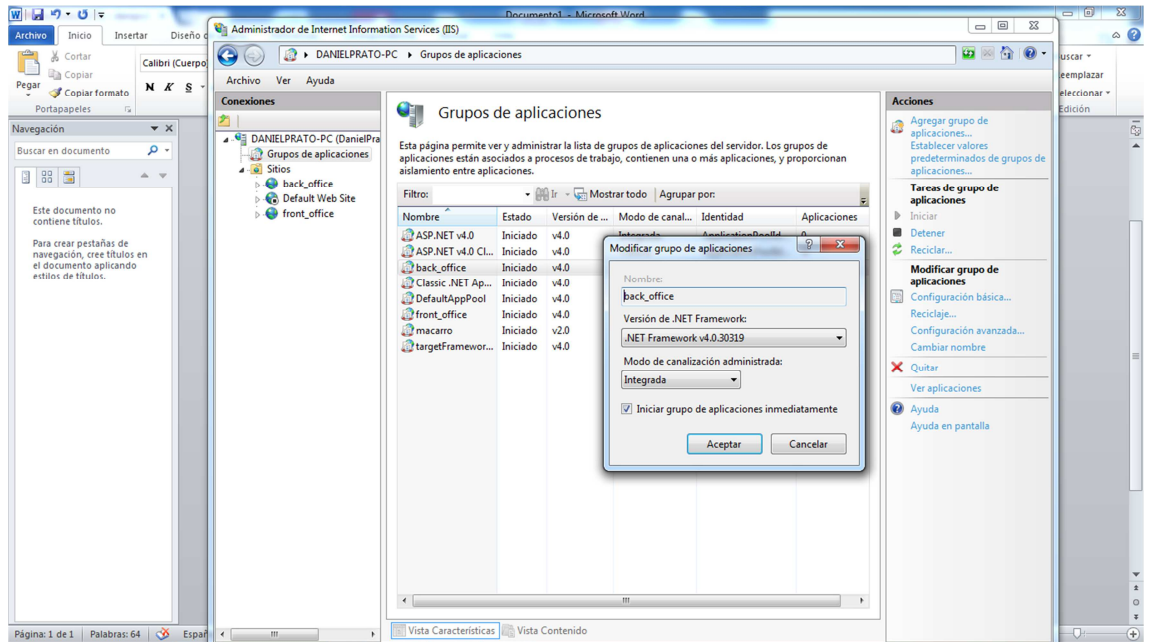 Documento1 - Microsoft Word
Archivo Inicio Insertar Diseño
Cortar
Copiar
Copiar formato
Pegar
Portapapeles
Calibri (Cuerpo
N K S
Navegación
Buscar en documento
Este documento no
contiene títulos.
Para crear pestañas de
navegación, cree títulos en
el documento aplicando
estilos de títulos.
Página: 1 de 1 Palabras: 64 Españ
Administrador de Internet Information Services (IIS)
DANIELPRATO-PC Grupos de aplicaciones
Archivo Ver Ayuda
Conexiones
DANIELPRATO-PC (DanielPra
Grupos de aplicaciones
Sitios
back_office
Default Web Site
front_office
Grupos de aplicaciones
Esta página permite ver y administrar la lista de grupos de aplicaciones del servidor. Los grupos de
aplicaciones están asociados a procesos de trabajo, contienen una o más aplicaciones, y proporcionan
aislamiento entre aplicaciones.
Filtro: Ir Mostrar todo Agrupar por:
Nombre Estado Versión de ... Modo de canal... Identidad Aplicaciones
ASP.NET v4.0 Iniciado v4.0 Integrada ApplicationPoolId 0
ASP.NET v4.0 Cl... Iniciado v4.0
back_office Iniciado v4.0
Classic .NET Ap... Iniciado v4.0
DefaultAppPool Iniciado v4.0
front_office Iniciado v4.0
macarro Iniciado v2.0
targetFramewor... Iniciado v4.0
Vista Características Vista Contenido
Modificar grupo de aplicaciones
Nombre:
back_office
Versión de .NET Framework:
.NET Framework v4.0.30319
Modo de canalización administrada:
Integrada
Iniciar grupo de aplicaciones inmediatamente
Aceptar Cancelar
Acciones
Agregar grupo de
aplicaciones...
Establecer valores
predeterminados de grupos de
aplicaciones...
Tareas de grupo de
aplicaciones
Iniciar
Detener
Reciclar...
Modificar grupo de
aplicaciones
Configuración básica...
Reciclaje...
Configuración avanzada...
Cambiar nombre
Quitar
Ver aplicaciones
Ayuda
Ayuda en pantalla
uscar
eemplazar
eleccionar
Edición